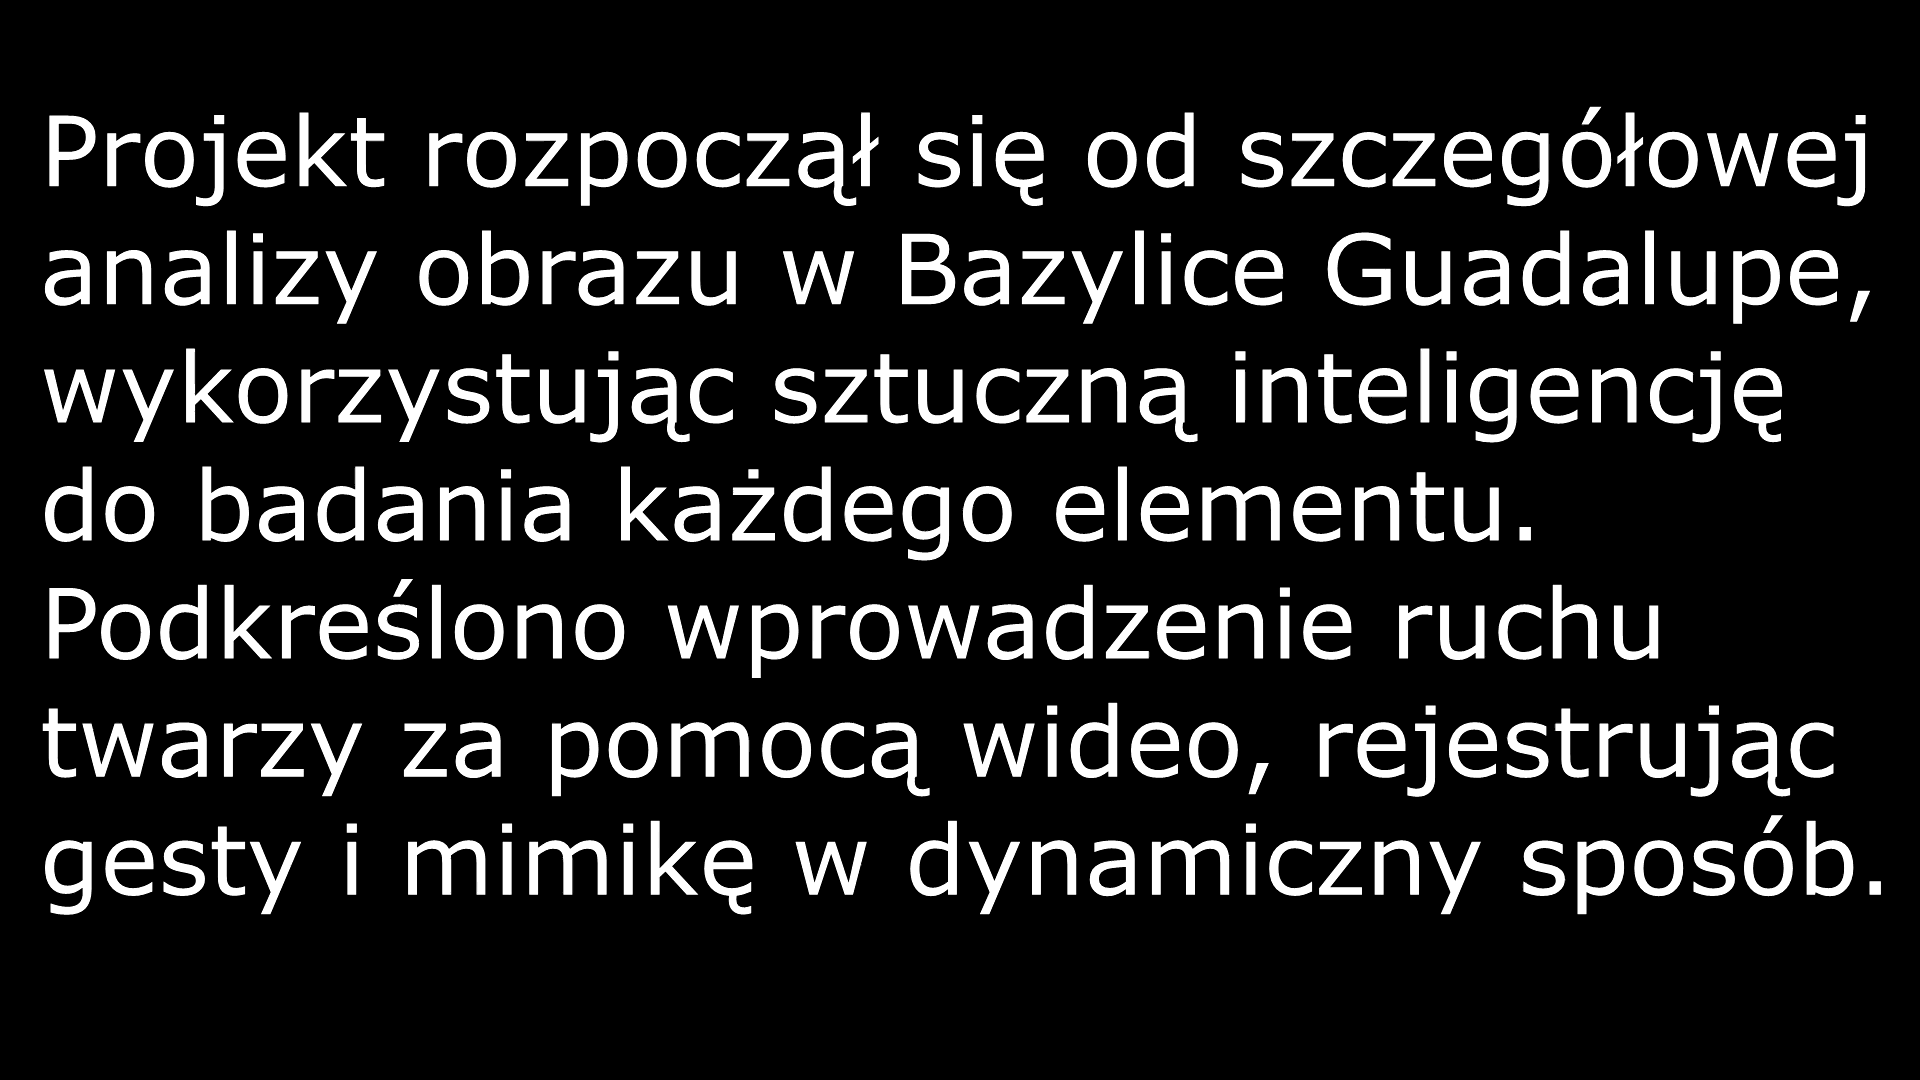 Projekt rozpoczął się od szczegółowej
analizy obrazu w Bazylice Guadalupe,
wykorzystując sztuczną inteligencję
do badania każdego elementu.
Podkreślono wprowadzenie ruchu
twarzy za pomocą wideo, rejestrując
gesty i mimikę w dynamiczny sposób.